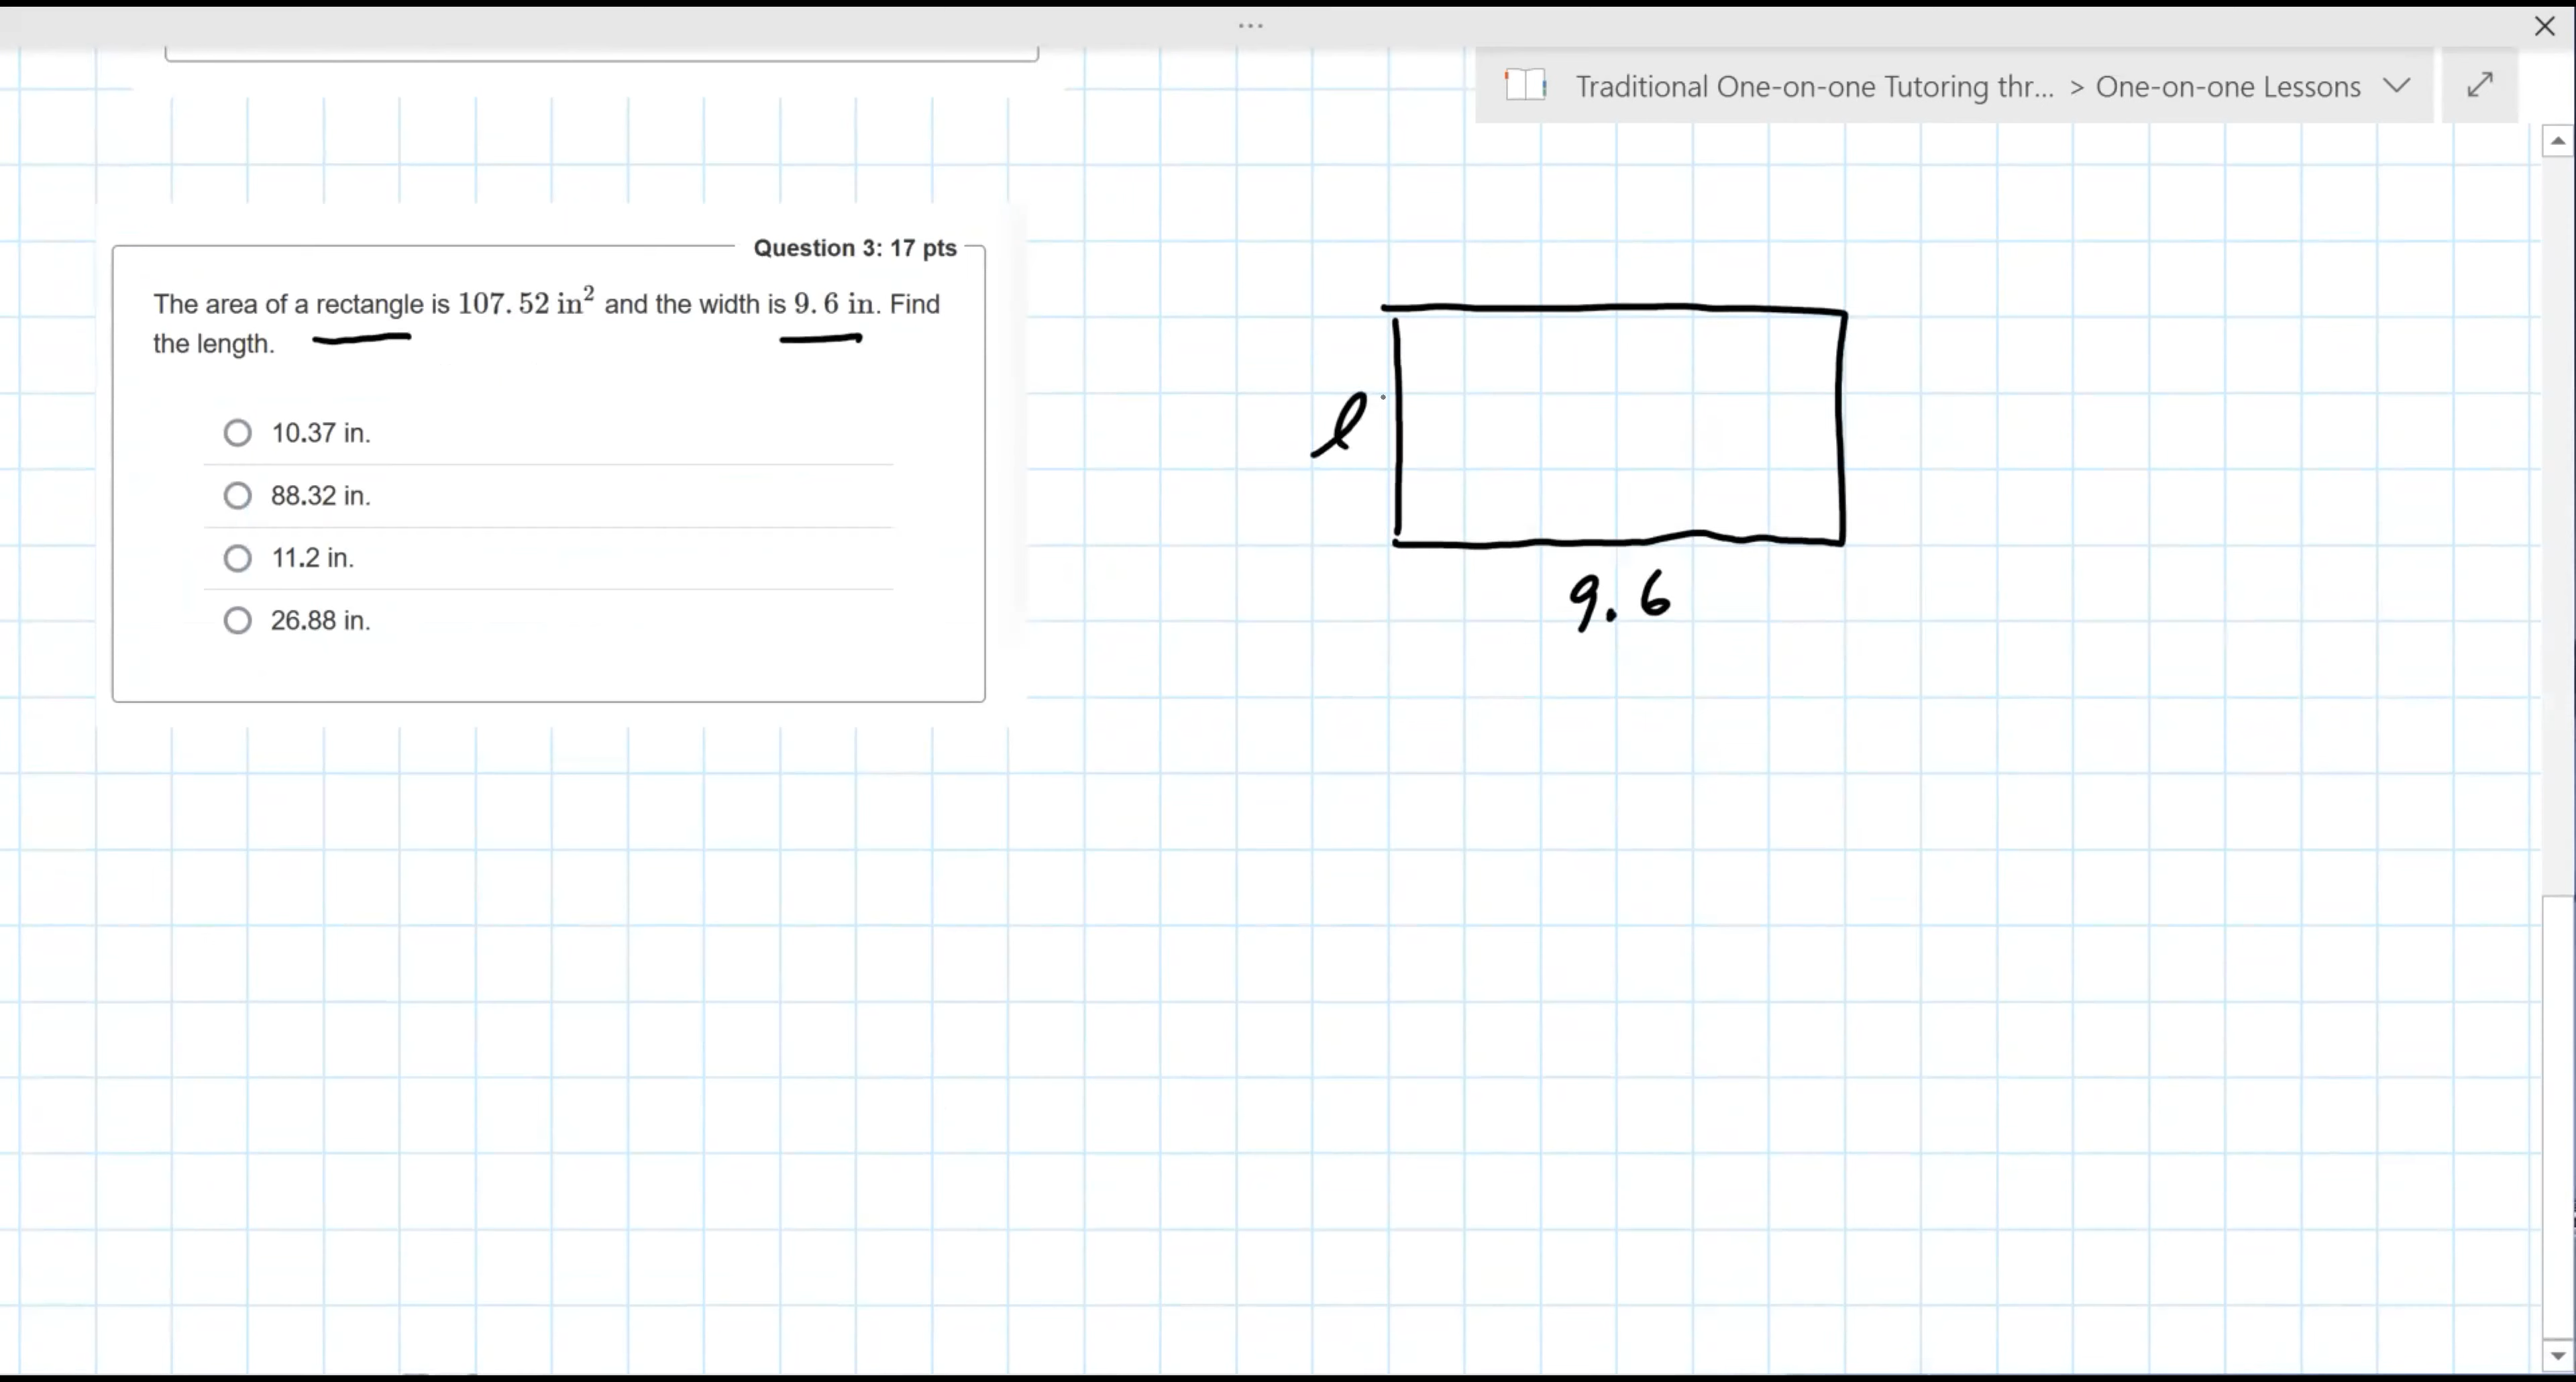 ...
Traditional One-on-one Tutoring thr... > One-on-one Lessons
Question 3: 17 pts
The area of a rectangle is 107.52 in² and the width is 9.6 in. Find
the length.
10.37 in.
88.32 in.
11.2 in.
26.88 in.
l
9.6